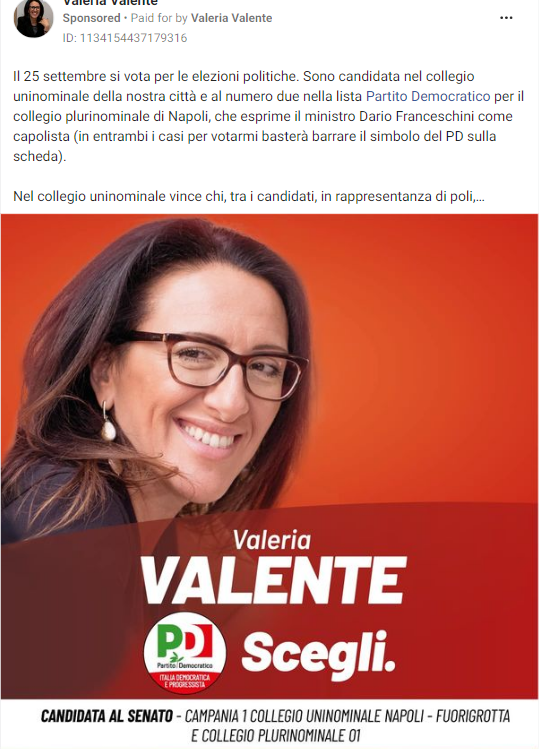 Valeria Valente
Sponsored • Paid for by Valeria Valente
ID: 1134154437179316
Il 25 settembre si vota per le elezioni politiche. Sono candidata nel collegio
uninominale della nostra città e al numero due nella lista Partito Democratico per il
collegio plurinominale di Napoli, che esprime il ministro Dario Franceschini come
capolista (in entrambi i casi per votarmi basterà barrare il simbolo del PD sulla
scheda).
Nel collegio uninominale vince chi, tra i candidati, in rappresentanza di poli,...
Valeria
VALENTE
PD
Partito Democratico
ITALIA DEMOCRATICA
E PROGRESSISTA
Scegli.
CANDIDATA AL SENATO - CAMPANIA 1 COLLEGIO UNINOMINALE NAPOLI - FUORIGROTTA
E COLLEGIO PLURINOMINALE 01